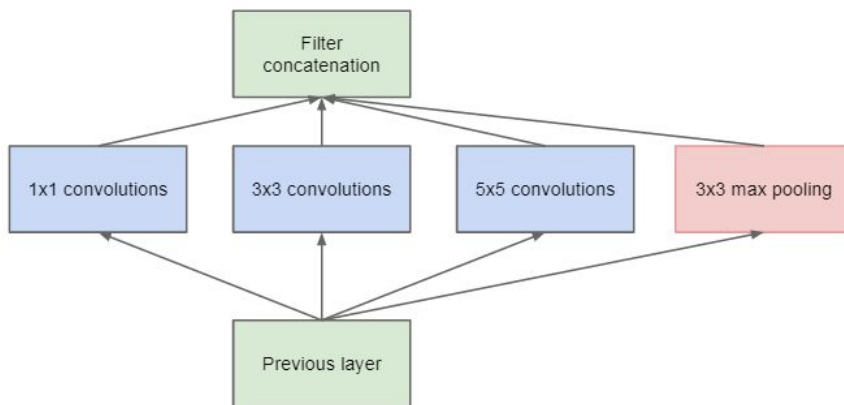 Filter
concatenation
1x1 convolutions
3x3 convolutions
5x5 convolutions
3x3 max pooling
Previous layer